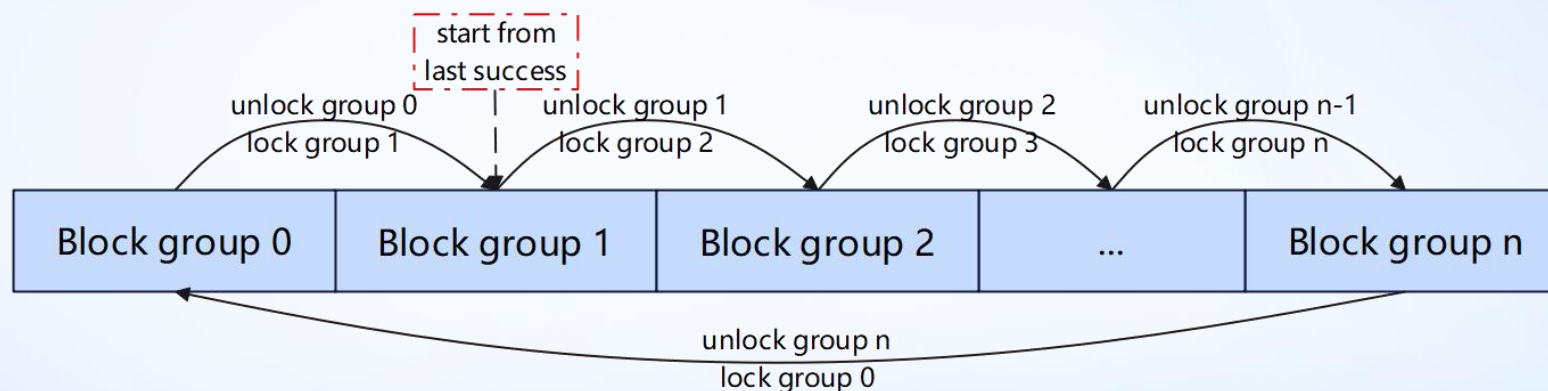 start from
last success
unlock group 0
lock group 1
unlock group 1
lock group 2
unlock group 2
lock group 3
unlock group n-1
lock group n
Block group 0
Block group 1
Block group 2
...
Block group n
unlock group n
lock group 0